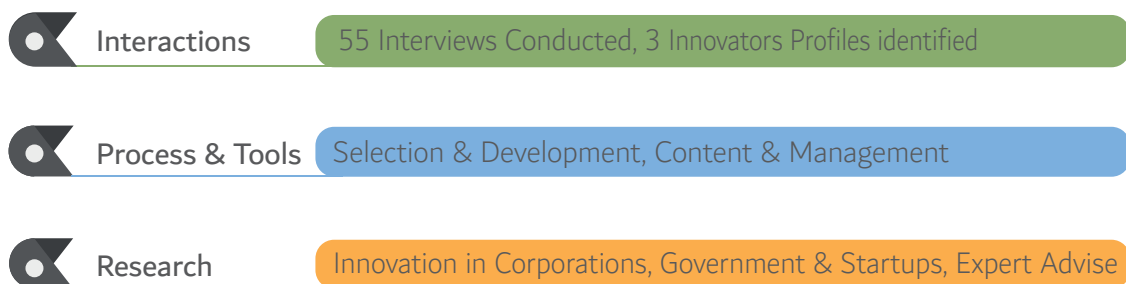 Interactions 55 Interviews Conducted, 3 Innovators Profiles identified
Process & Tools Selection & Development, Content & Management
Research Innovation in Corporations, Government & Startups, Expert Advise